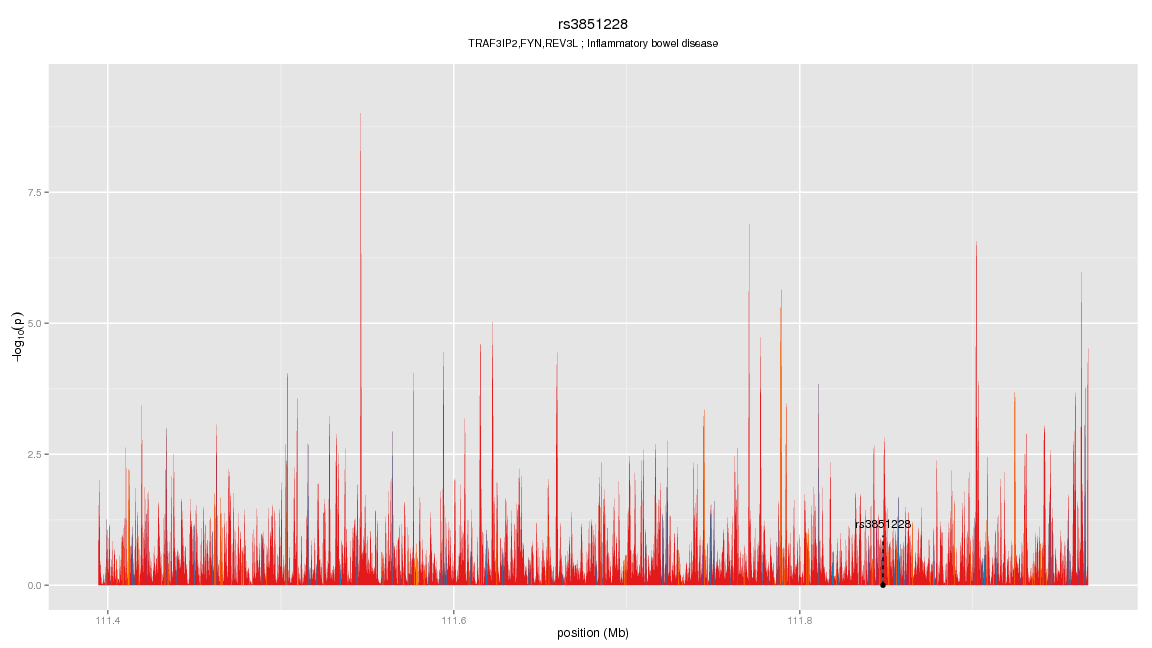 rs3851228
TRAF3IP2,FYN,REV3L ; Inflammatory bowel disease
7.5
5.0
2.5
0.0
−log10(p)
rs3851228
111.4 111.6 111.8
position (Mb)